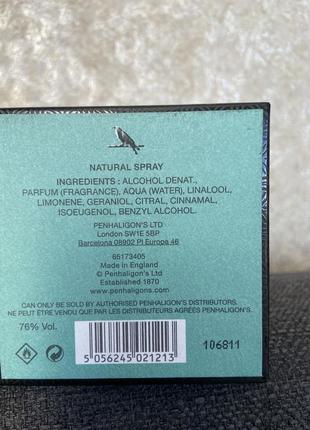 NATURAL SPRAY
INGREDIENTS : ALCOHOL DENAT.,
PARFUM (FRAGRANCE), AQUA (WATER), LINALOOL,
LIMONENE, GERANIOL, CITRAL, CINNAMAL,
ISOEUGENOL, BENZYL ALCOHOL.
PENHALIGON'S LTD
London SW1E 5BP
Barcelona 08902 Pl Europa 46
65173405
Made in England
© Penhaligon's Ltd
Established 1870
www.penhaligons.com
CAN ONLY BE SOLD BY AUTHORISED PENHALIGON'S DISTRIBUTORS.
NE PEUT ÊTRE VENDU QUE PAR LES DISTRIBUTEURS AGRÉES PENHALIGON'S.
76% Vol.
5 056245 021213
106811